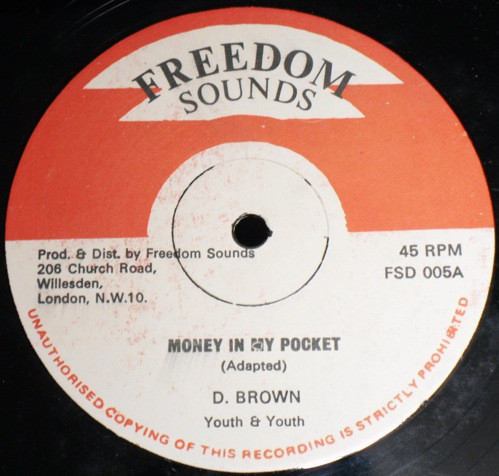 FREEDOM
SOUNDS
Prod. & Dist. by Freedom Sounds
206 Church Road,
Willesden,
London, N.W.10.
45 RPM
FSD 005A
MONEY IN MY POCKET
(Adapted)
D. BROWN
Youth & Youth
UNAUTHORISED COPYING OF THIS RECORDING IS STRICTLY PROHIBITED